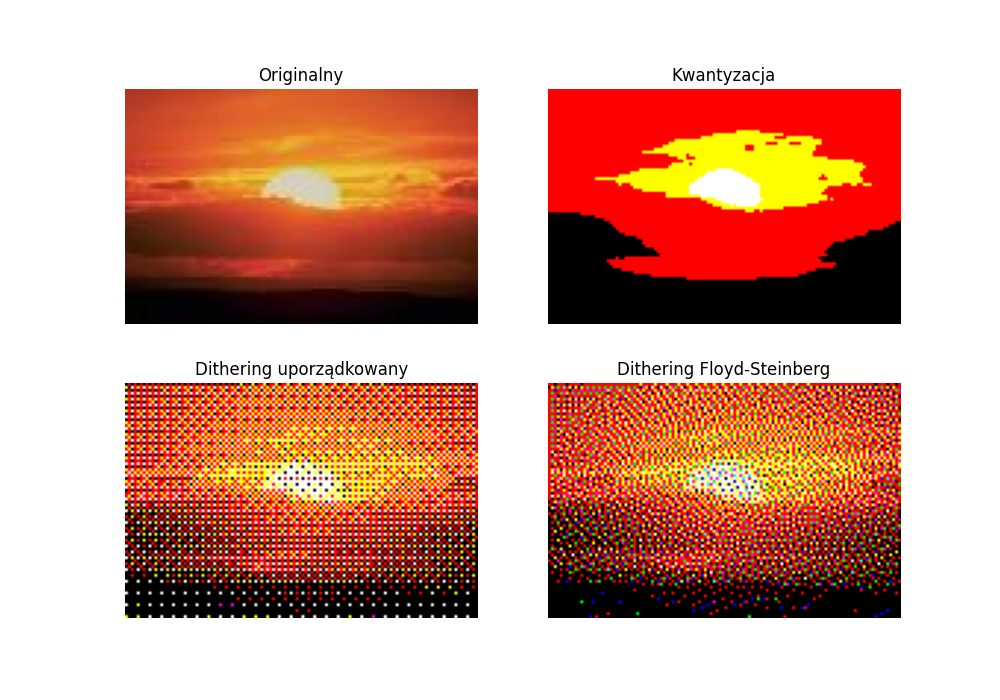 Originalny
Kwantyzacja
Dithering uporządkowany
Dithering Floyd-Steinberg